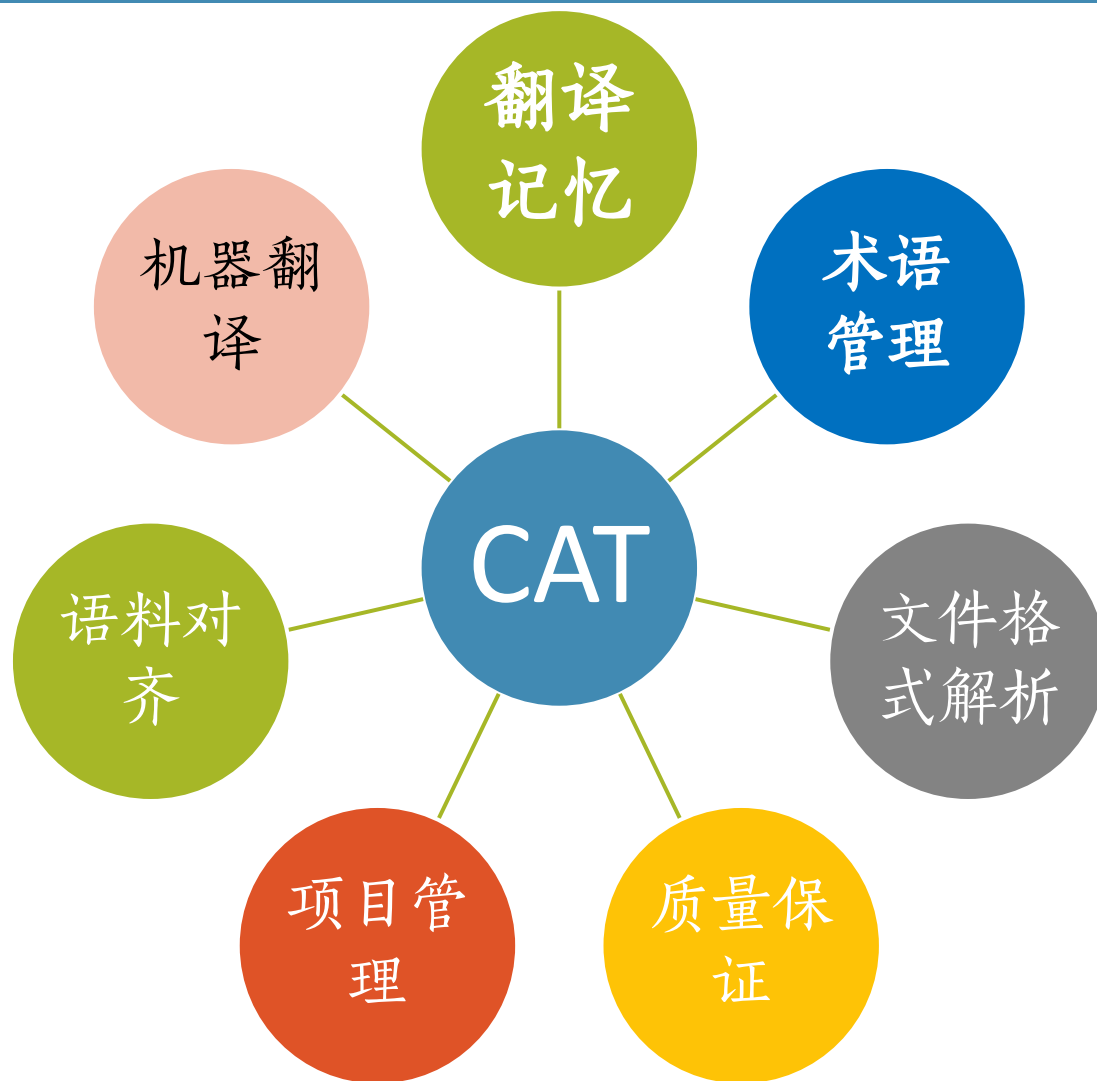 翻译
记忆
术语
管理
机器翻
译
CAT
语料对
齐
文件格
式解析
项目管
理
质量保
证